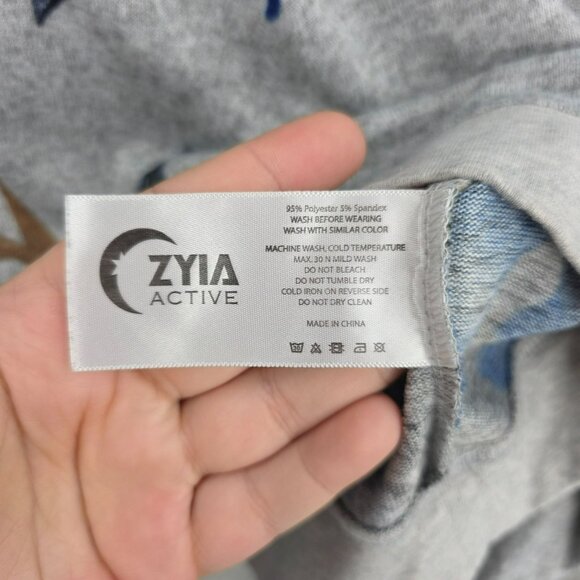 ZYIA
ACTIVE
95% Polyester 5% Spandex
WASH BEFORE WEARING
WASH WITH SIMILAR COLOR
MACHINE WASH, COLD TEMPERATURE
MAX. 30 N MILD WASH
DO NOT BLEACH
DO NOT TUMBLE DRY
COLD IRON ON REVERSE SIDE
DO NOT DRY CLEAN
MADE IN CHINA